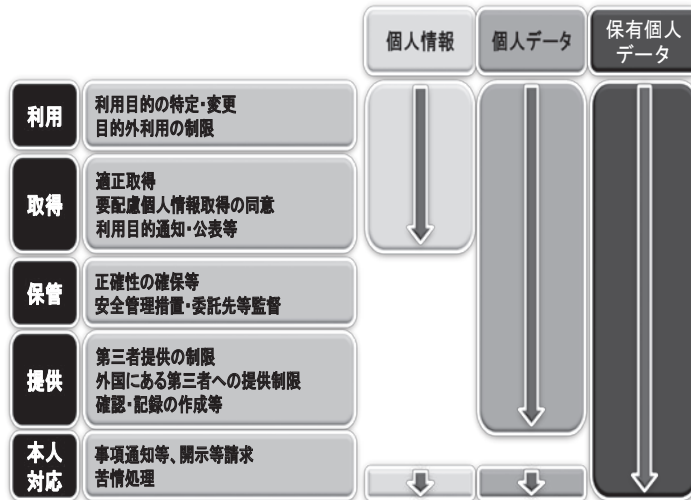 個人情報
個人データ
保有個人
データ
利用
利用目的の特定・変更
目的外利用の制限
取得
適正取得
要配慮個人情報取得の同意
利用目的通知・公表等
保管
正確性の確保等
安全管理措置・委託先等監督
提供
第三者提供の制限
外国にある第三者への提供制限
確認・記録の作成等
本人
対応
事項通知等、開示等請求
苦情処理